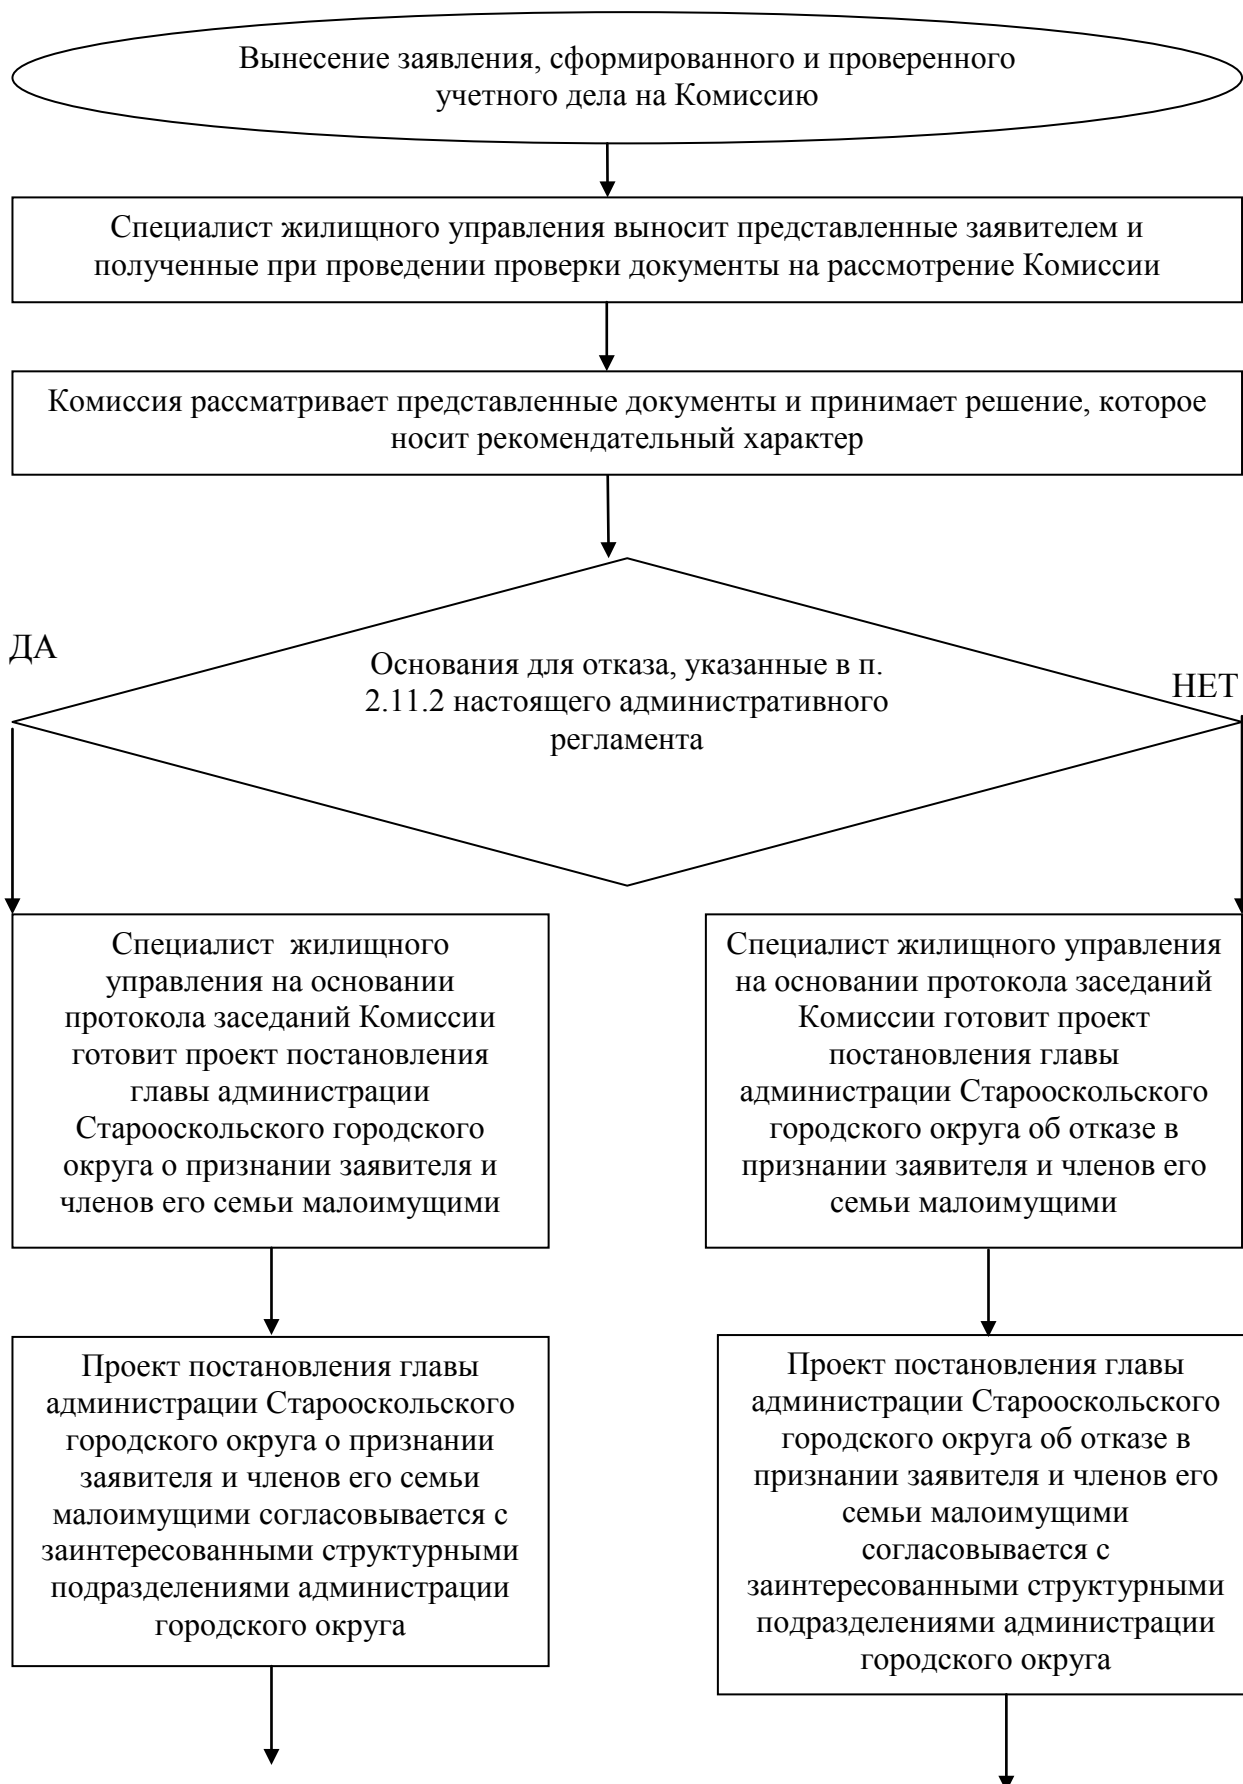 Вынесение заявления, сформированного и проверенного
учетного дела на Комиссию
Специалист жилищного управления выносит представленные заявителем и
полученные при проведении проверки документы на рассмотрение Комиссии
Комиссия рассматривает представленные документы и принимает решение, которое
носит рекомендательный характер
ДА
Основания для отказа, указанные в п.
2.11.2 настоящего административного
регламента
НЕТ
Специалист жилищного
управления на основании
протокола заседаний Комиссии
готовит проект постановления
главы администрации
Старооскольского городского
округа о признании заявителя и
членов его семьи малоимущими
Специалист жилищного управления
на основании протокола заседаний
Комиссии готовит проект
постановления главы
администрации Старооскольского
городского округа об отказе в
признании заявителя и членов его
семьи малоимущими
Проект постановления главы
администрации Старооскольского
городского округа о признании
заявителя и членов его семьи
малоимущими согласовывается с
заинтересованными структурными
подразделениями администрации
городского округа
Проект постановления главы
администрации Старооскольского
городского округа об отказе в
признании заявителя и членов его
семьи малоимущими
согласовывается с
заинтересованными структурными
подразделениями администрации
городского округа